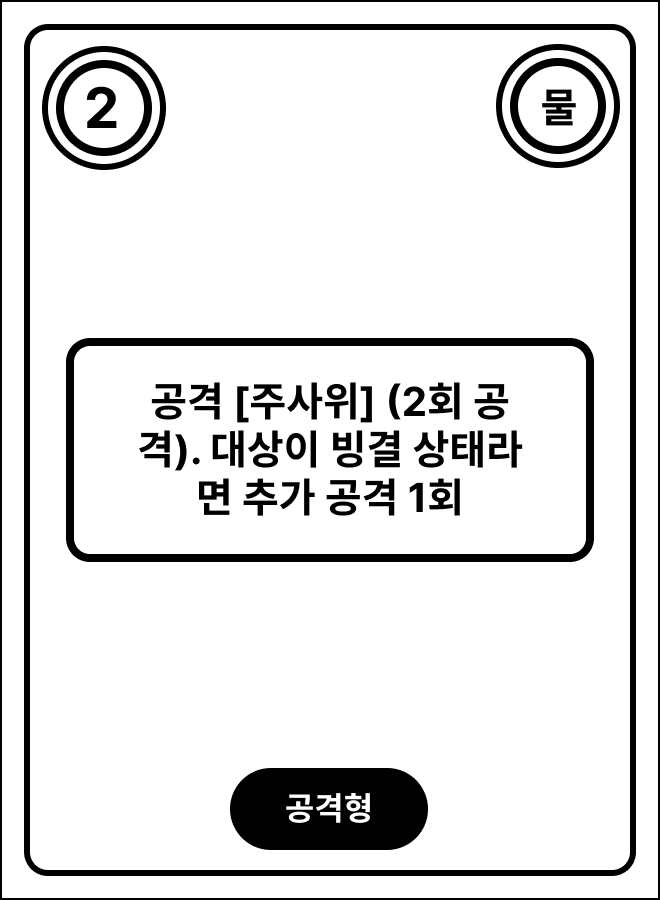 2
물
공격 [주사위] (2회 공
격). 대상이 빙결 상태라
면 추가 공격 1회
공격형